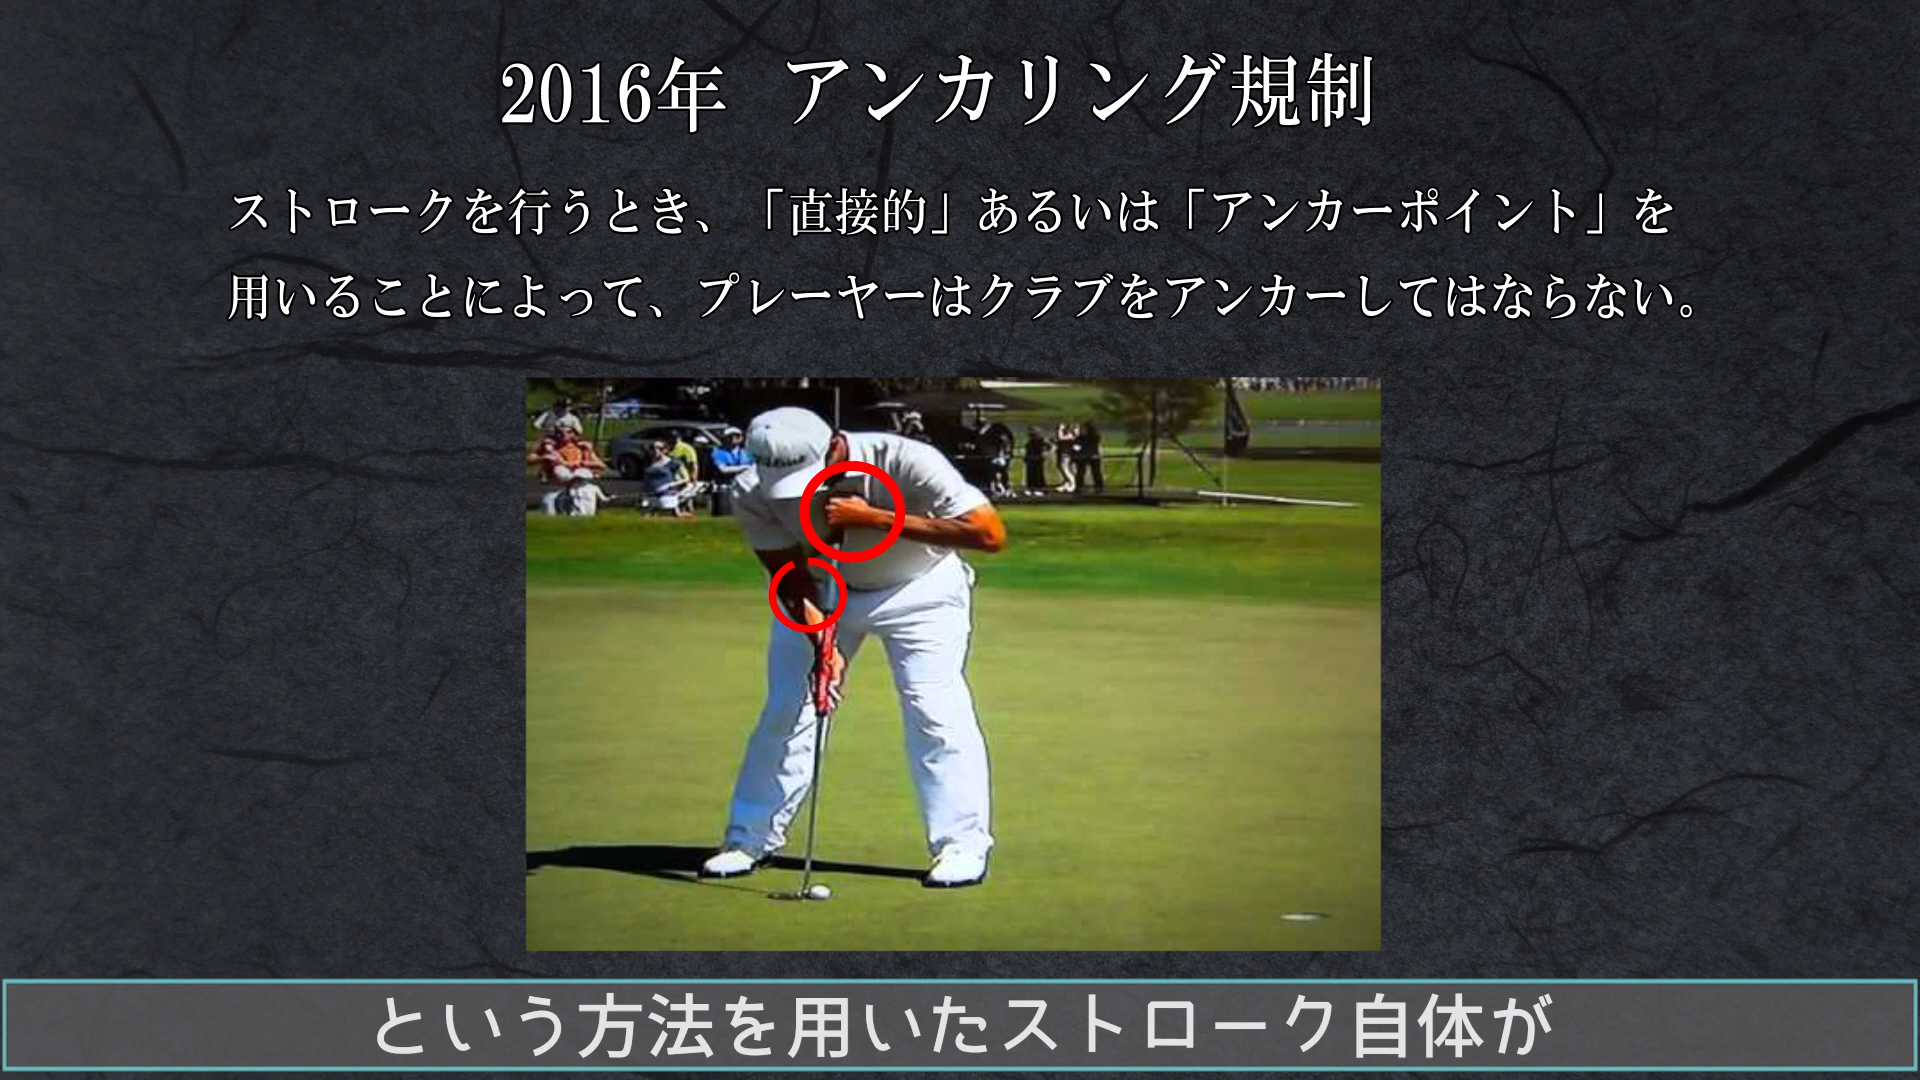 2016年 アンカリング規制
ストロークを行うとき、「直接的」あるいは「アンカーポイント」を
用いることによって、プレーヤーはクラブをアンカーしてはならない。
という方法を用いたストローク自体が